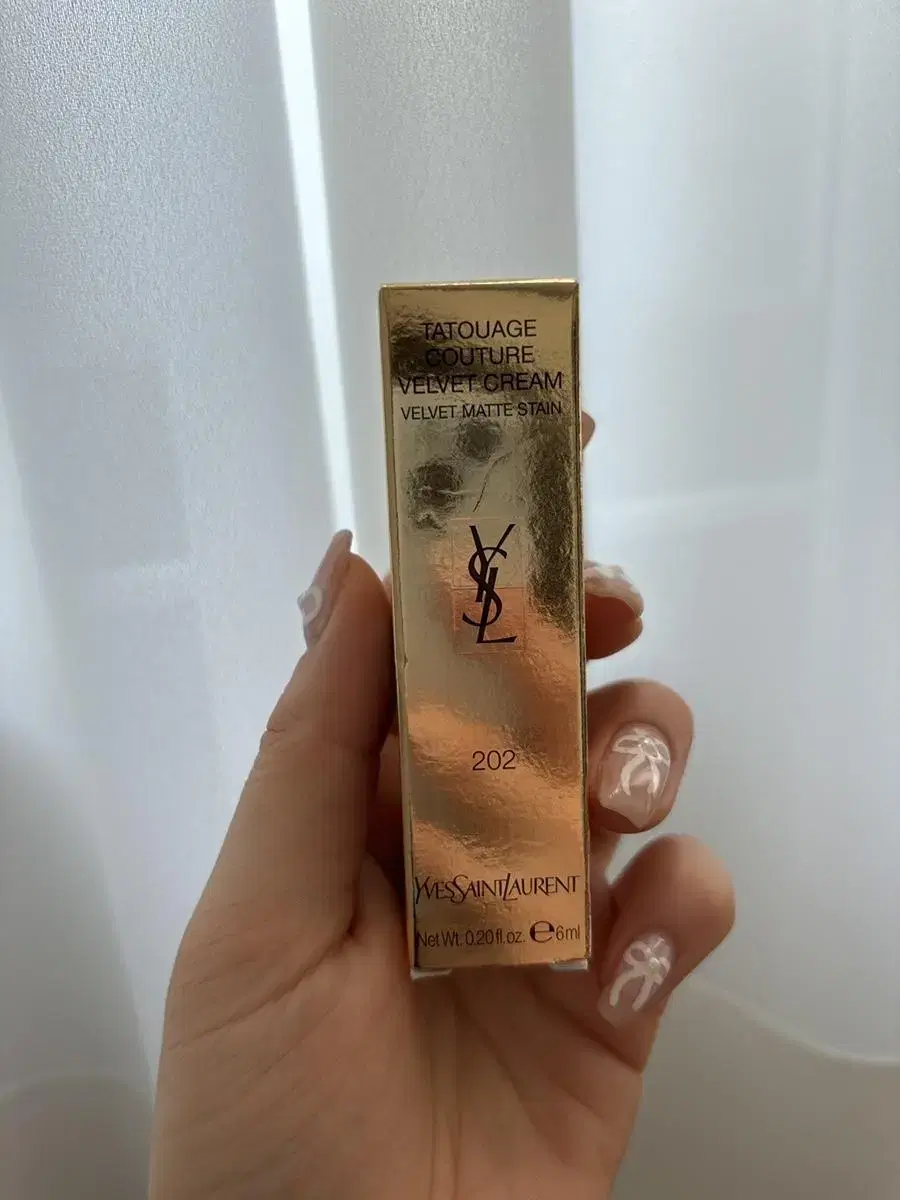 TATOUAGE
COUTURE
VELVET CREAM
VELVET MATTE STAIN
YSL
202
YVESSAINTLAURENT
Net Wt. 0.20 fl.oz. ℮6ml